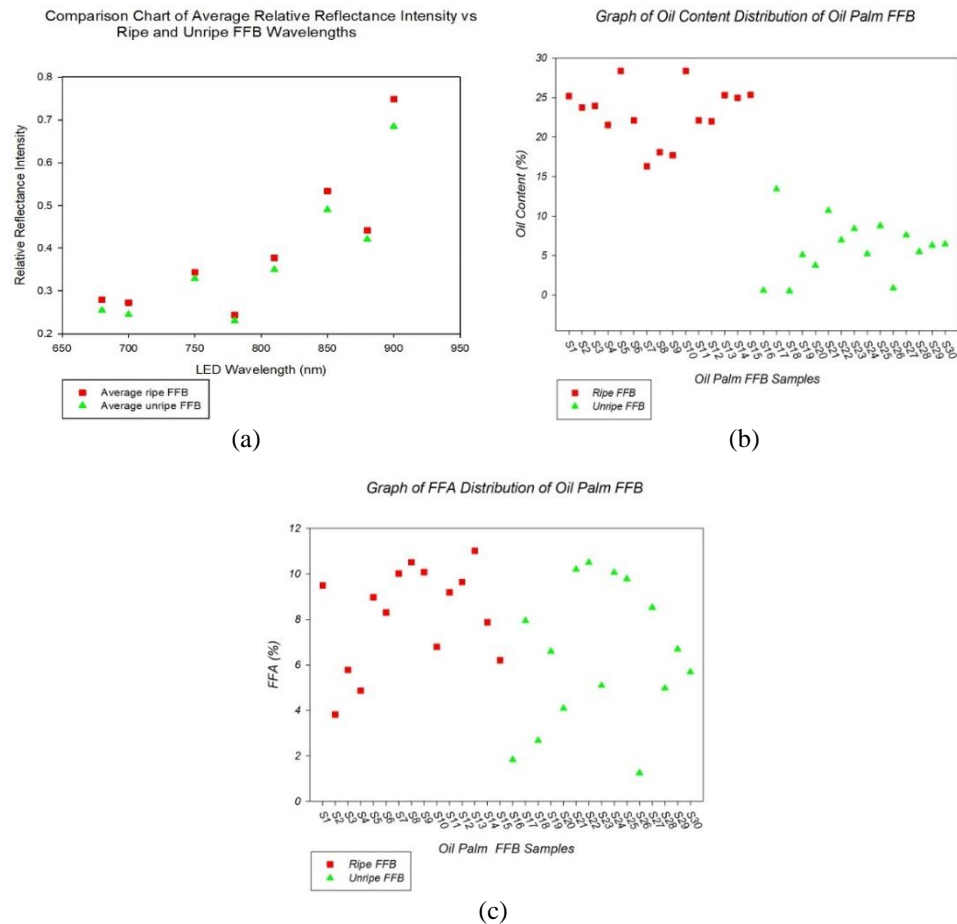 Comparison Chart of Average Relative Reflectance Intensity vs
Ripe and Unripe FFB Wavelengths
0.8
0.7
0.6
0.5
0.4
0.3
0.2
Relative Reflectance Intensity
650 700 750 800 850 900 950
LED Wavelength (nm)
Average ripe FFB
Average unripe FFB
(a)
Graph of Oil Content Distribution of Oil Palm FFB
30
25
20
15
10
5
0
Oil Content (%)
S1 S2 S3 S4 S5 S6 S7 S8 S9 S10 S11 S12 S13 S14 S15 S16 S17 S18 S19 S20 S21 S22 S23 S24 S25 S26 S27 S28 S29 S30
Oil Palm FFB Samples
Ripe FFB
Unripe FFB
(b)
Graph of FFA Distribution of Oil Palm FFB
12
10
8
6
4
2
0
FFA (%)
S1 S2 S3 S4 S5 S6 S7 S8 S9 S10 S11 S12 S13 S14 S15 S16 S17 S18 S19 S20 S21 S22 S23 S24 S25 S26 S27 S28 S29 S30
Oil Palm FFB Samples
Ripe FFB
Unripe FFB
(c)